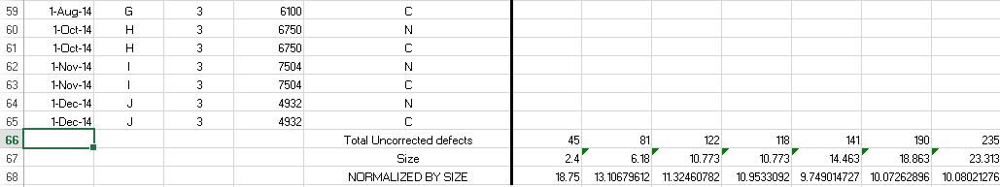 59 1-Aug-14 G 3 6100 C
60 1-Oct-14 H 3 6750 N
61 1-Oct-14 H 3 6750 C
62 1-Nov-14 I 3 7504 N
63 1-Nov-14 I 3 7504 C
64 1-Dec-14 J 3 4932 N
65 1-Dec-14 J 3 4932 C
66 Total Uncorrected defects 45 81 122 118 141 190 235
67 Size 2.4 6.18 10.773 10.773 14.463 18.863 23.313
68 NORMALIZED BY SIZE 18.75 13.10679612 11.32460782 10.9533092 9.749014727 10.07262896 10.08021276